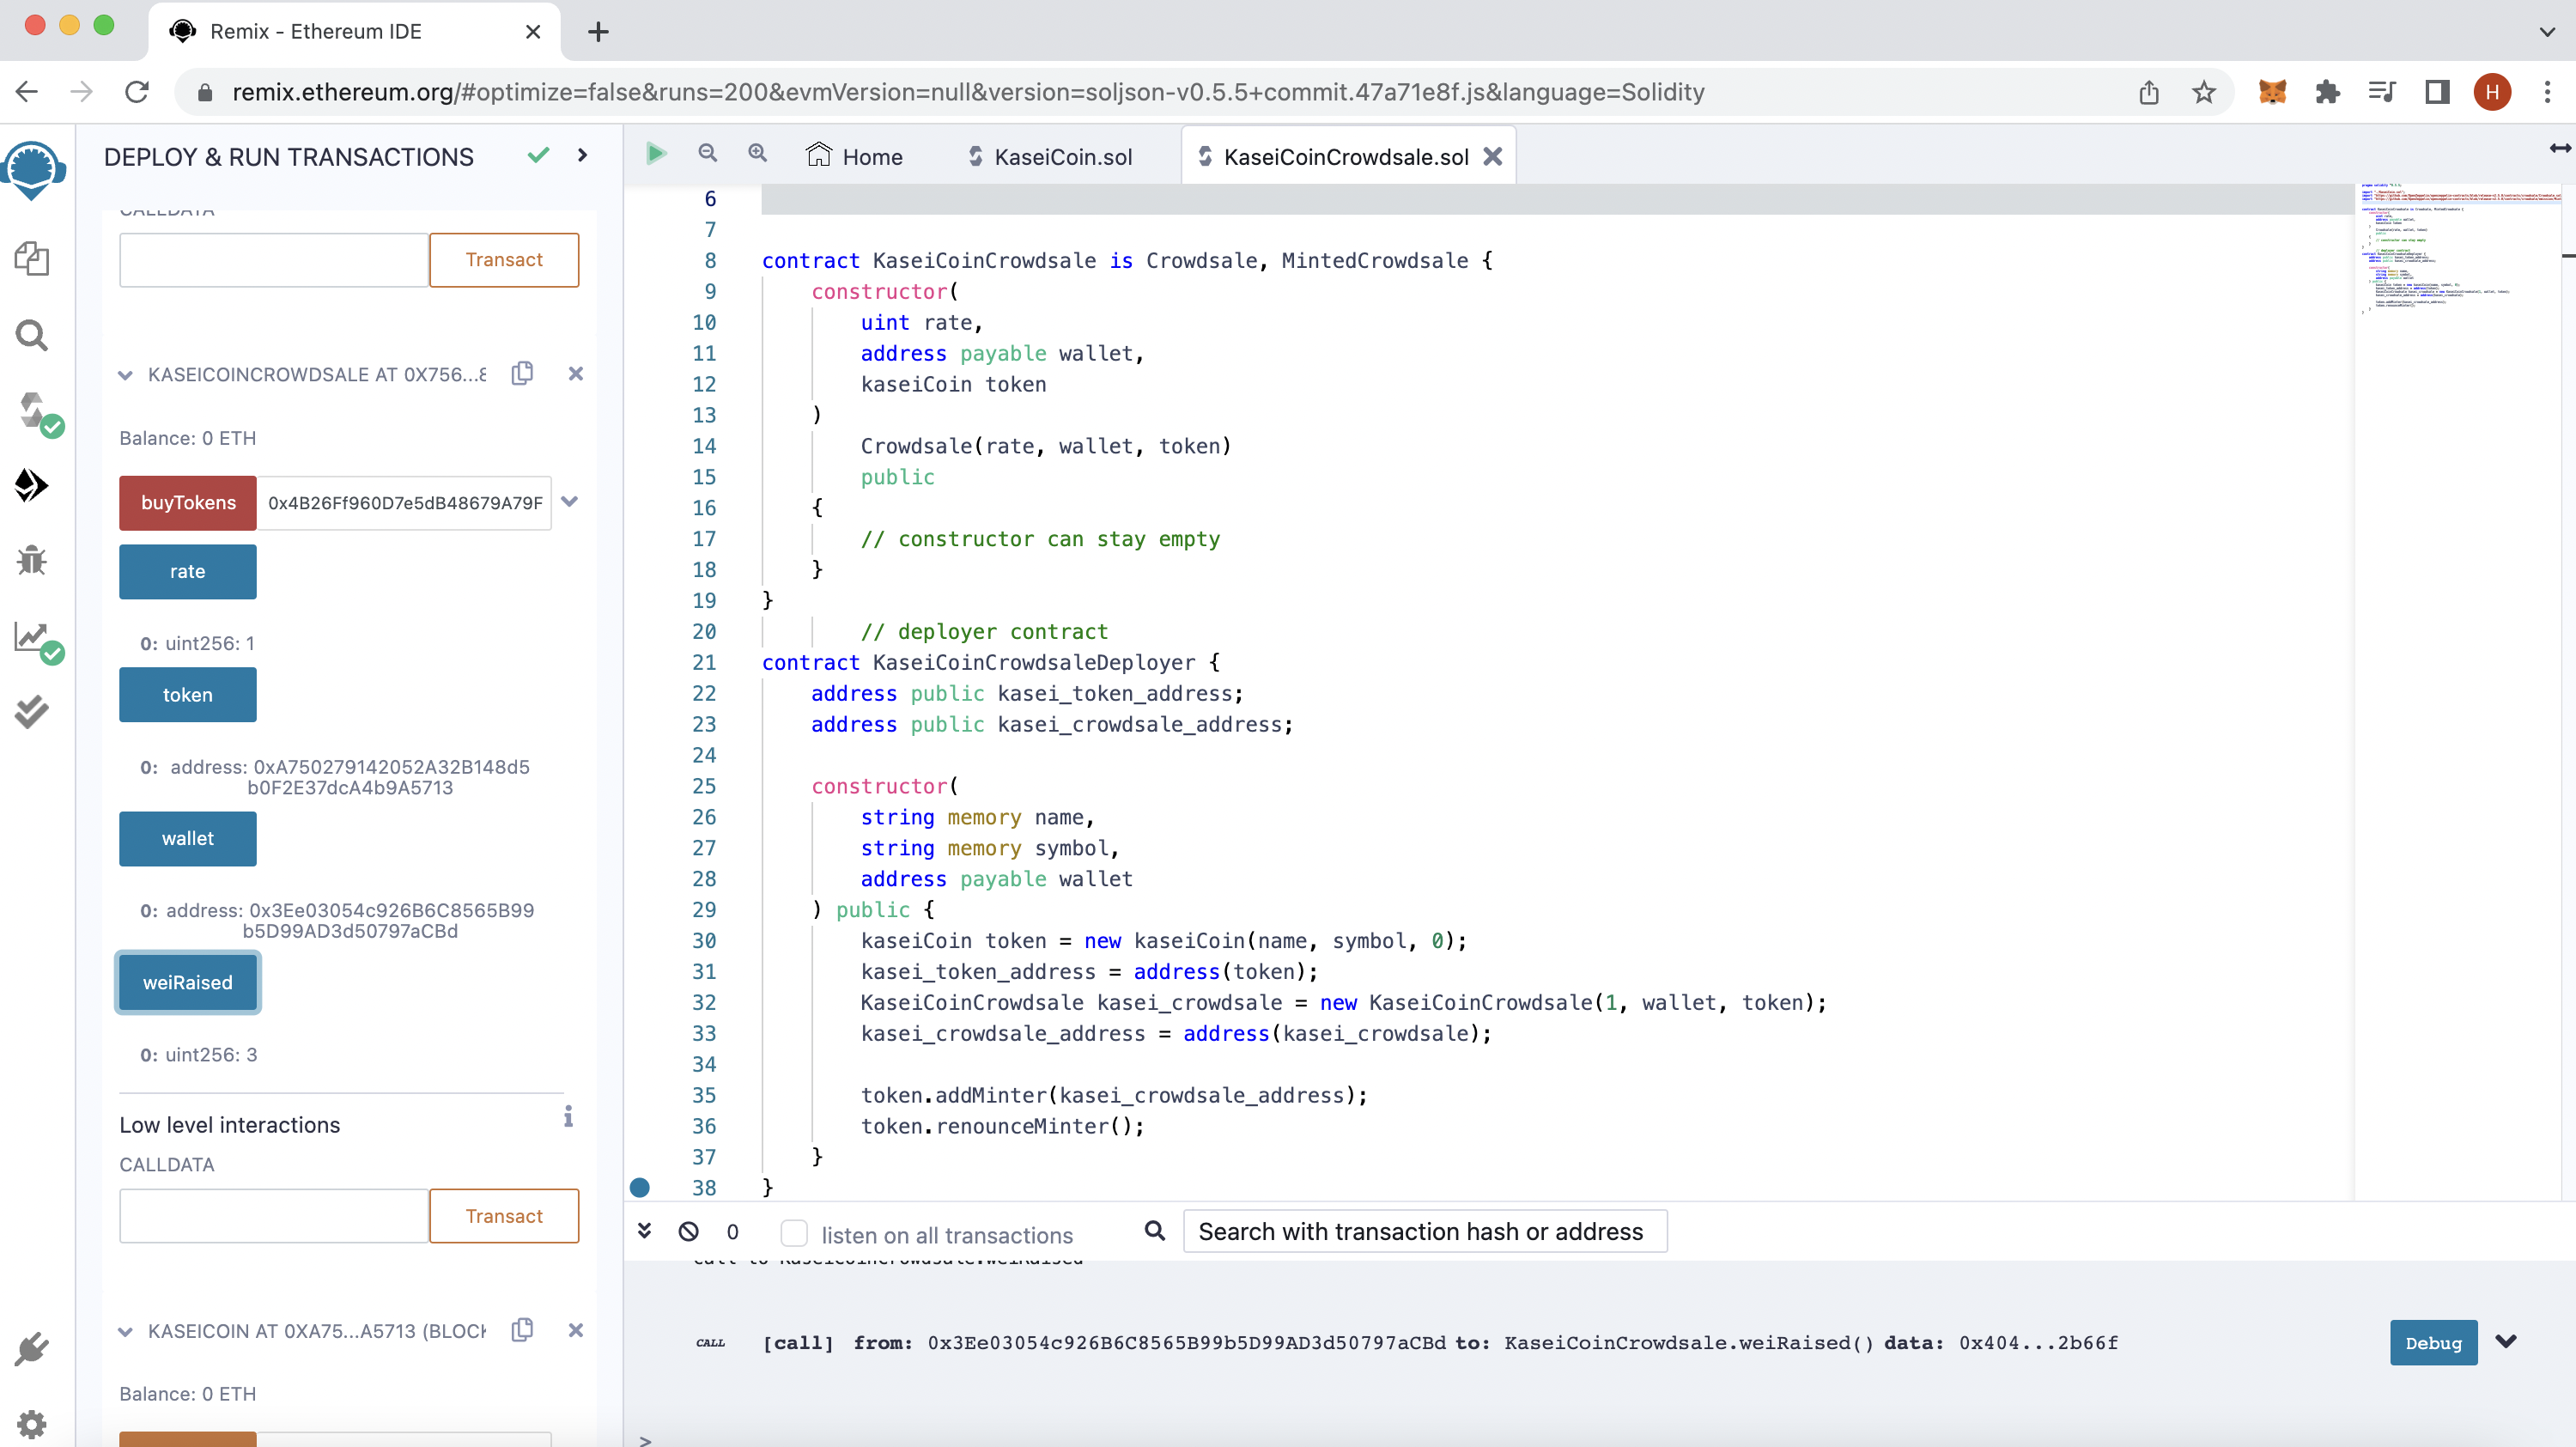 Remix - Ethereum IDE
remix.ethereum.org/#optimize=false&runs=200&evmVersion=null&version=soljson-v0.5.5+commit.47a71e8f.js&language=Solidity
H
DEPLOY & RUN TRANSACTIONS
CALLDATA
Transact
KASEICOINCROWDSALE AT 0X756...8
Balance: 0 ETH
buyTokens 0x4B26Ff960D7e5dB48679A79F
rate
0: uint256: 1
token
0: address: 0xA750279142052A32B148d5
b0F2E37dcA4b9A5713
wallet
0: address: 0x3Ee03054c926B6C8565B99
b5D99AD3d50797aCBd
weiRaised
0: uint256: 3
Low level interactions
CALLDATA
Transact
KASEICOIN AT 0XA75...A5713 (BLOCK
Balance: 0 ETH
Home KaseiCoin.sol KaseiCoinCrowdsale.sol
6
7
8 contract KaseiCoinCrowdsale is Crowdsale, MintedCrowdsale {
9 constructor(
10 uint rate,
11 address payable wallet,
12 kaseiCoin token
13 )
14 Crowdsale(rate, wallet, token)
15 public
16 {
17 // constructor can stay empty
18 }
19 }
20 // deployer contract
21 contract KaseiCoinCrowdsaleDeployer {
22 address public kasei_token_address;
23 address public kasei_crowdsale_address;
24
25 constructor(
26 string memory name,
27 string memory symbol,
28 address payable wallet
29 ) public {
30 kaseiCoin token = new kaseiCoin(name, symbol, 0);
31 kasei_token_address = address(token);
32 KaseiCoinCrowdsale kasei_crowdsale = new KaseiCoinCrowdsale(1, wallet, token);
33 kasei_crowdsale_address = address(kasei_crowdsale);
34
35 token.addMinter(kasei_crowdsale_address);
36 token.renounceMinter();
37 }
38 }
0 listen on all transactions Search with transaction hash or address
call to KaseiCoinCrowdsale.weiRaised
CALL [call] from: 0x3Ee03054c926B6C8565B99b5D99AD3d50797aCBd to: KaseiCoinCrowdsale.weiRaised() data: 0x404...2b66f
Debug
>